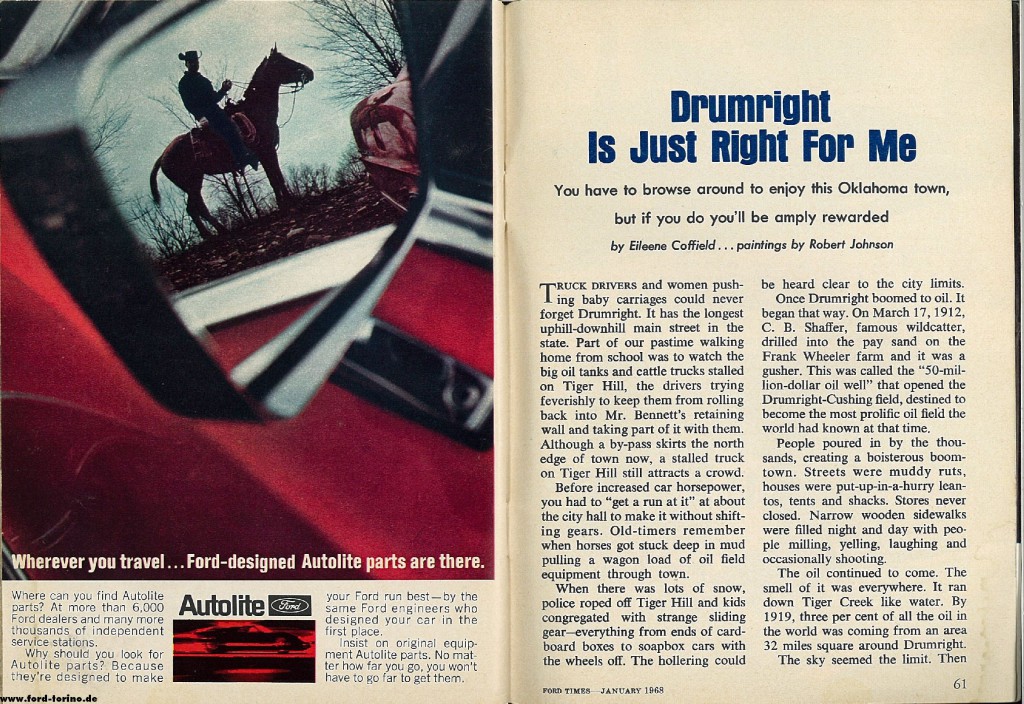 Wherever you travel...Ford-designed Autolite parts are there.
Where can you find Autolite
parts? At more than 6,000
Ford dealers and many more
thousands of independent
service stations.
Why should you look for
Autolite parts? Because
they're designed to make
Autolite Ford
your Ford run best—by the
same Ford engineers who
designed your car in the
first place.
Insist on original equip-
ment Autolite Parts. No mat-
ter how far you go, you won't
have to go far to get them.
www.ford-torino.de
Drumright
Is Just Right For Me
You have to browse around to enjoy this Oklahoma town,
but if you do you'll be amply rewarded
by Eileene Coffield...paintings by Robert Johnson
TRUCK DRIVERS and women push-
ing baby carriages could never
forget Drumright. It has the longest
uphill-downhill main street in the
state. Part of our pastime walking
home from school was to watch the
big oil tanks and cattle trucks stalled
on Tiger Hill, the drivers trying
feverishly to keep them from rolling
back into Mr. Bennett's retaining
wall and taking part of it with them.
Although a by-pass skirts the north
edge of town now, a stalled truck
on Tiger Hill still attracts a crowd.
Before increased car horsepower,
you had to "get a run at it" at about
the city hall to make it without shift-
ing gears. Old-timers remember
when horses got stuck deep in mud
pulling a wagon load of oil field
equipment through town.
When there was lots of snow,
police roped off Tiger Hill and kids
congregated with strange sliding
gear—everything from ends of card-
board boxes to soapbox cars with
the wheels off. The hollering could
be heard clear to the city limits.
Once Drumright boomed to oil. It
began that way. On March 17, 1912,
C. B. Shaffer, famous wildcatter,
drilled into the pay sand on the
Frank Wheeler farm and it was a
gusher. This was called the "50-mil-
lion-dollar oil well" that opened the
Drumright-Cushing field, destined to
become the most prolific oil field the
world had known at that time.
People poured in by the thou-
sands, creating a boisterous boom-
town. Streets were muddy ruts,
houses were put-up-in-a-hurry lean-
tos, tents and shacks. Stores never
closed. Narrow wooden sidewalks
were filled night and day with peo-
ple milling, yelling, laughing and
occasionally shooting.
The oil continued to come. The
smell of it was everywhere. It ran
down Tiger Creek like water. By
1919, three per cent of all the oil in
the world was coming from an area
32 miles square around Drumright.
The sky seemed the limit. Then
FORD TIMES—JANUARY 1968
61